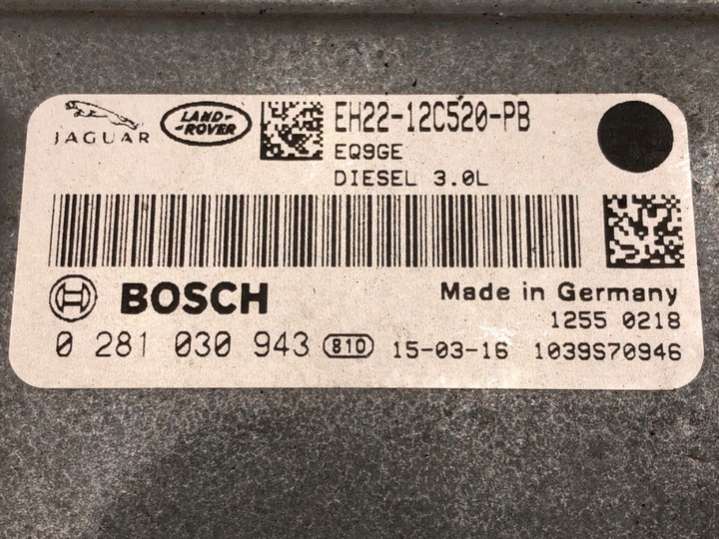 JAGUAR
LAND-
-ROVER
EH22-12C520-PB
EQ9GE
DIESEL 3.0L
BOSCH
Made in Germany
1255 0218
0 281 030 943 810 15-03-16 1039S70946